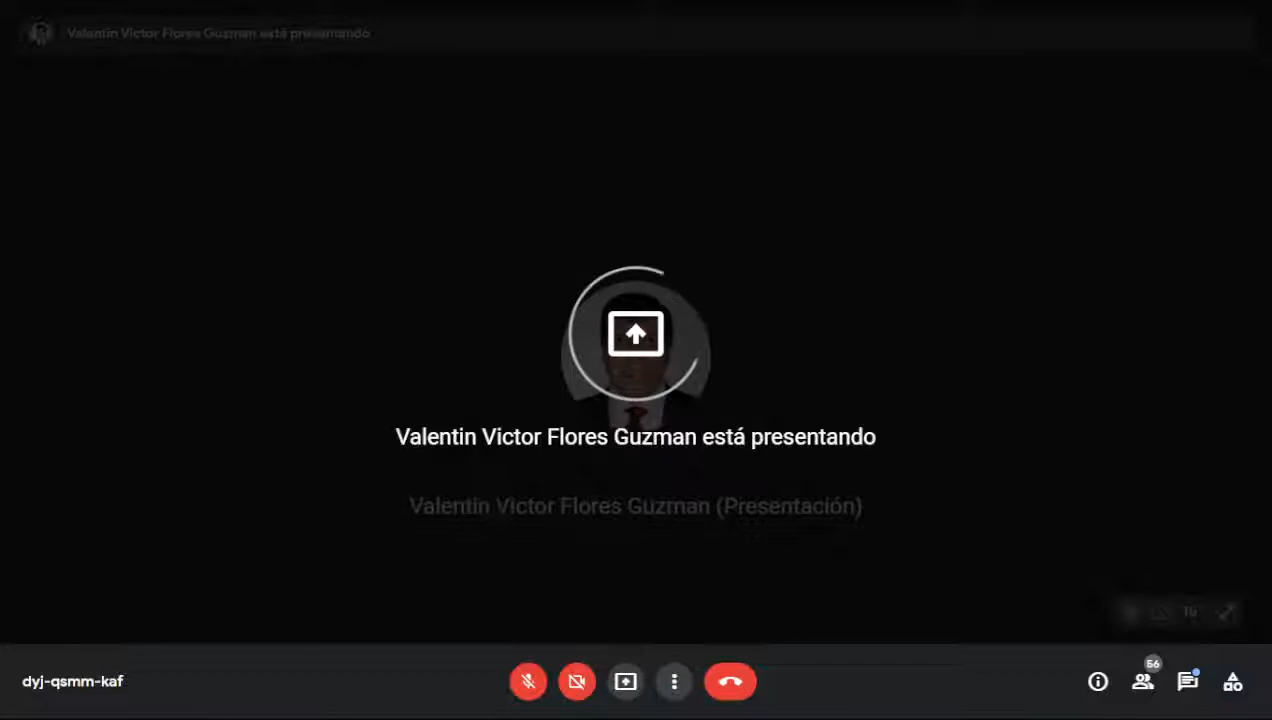 Valentin Victor Flores Guzman está presentando
Valentin Victor Flores Guzman está presentando
Valentin Victor Flores Guzman (Presentación)
56
dyj-qsmm-kaf